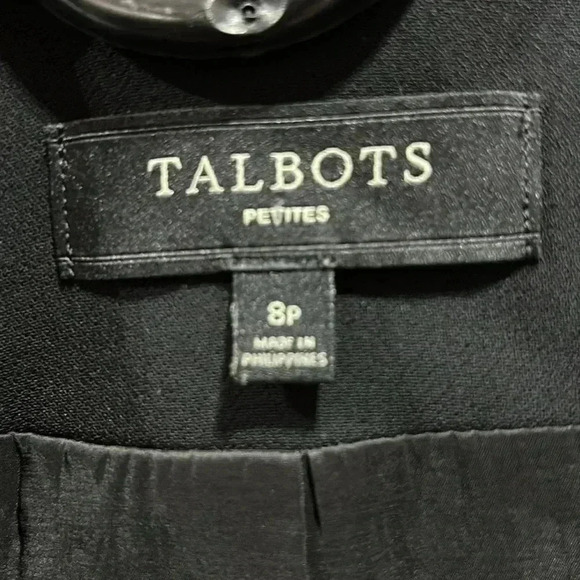 TALBOTS
PETITES
8P
MADE IN
PHILIPPINES